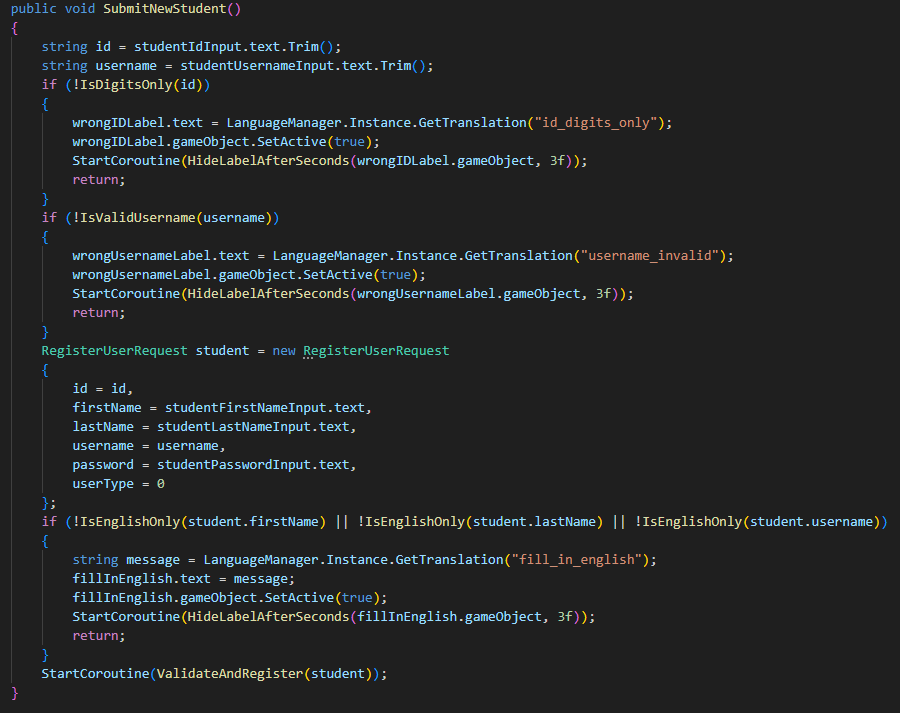 public void SubmitNewStudent()
{
string id = studentIdInput.text.Trim();
string username = studentUsernameInput.text.Trim();
if (!IsDigitsOnly(id))
{
wrongIDLabel.text = LanguageManager.Instance.GetTranslation("id_digits_only");
wrongIDLabel.gameObject.SetActive(true);
StartCoroutine(HideLabelAfterSeconds(wrongIDLabel.gameObject, 3f));
return;
}
if (!IsValidUsername(username))
{
wrongUsernameLabel.text = LanguageManager.Instance.GetTranslation("username_invalid");
wrongUsernameLabel.gameObject.SetActive(true);
StartCoroutine(HideLabelAfterSeconds(wrongUsernameLabel.gameObject, 3f));
return;
}
RegisterUserRequest student = new RegisterUserRequest
{
id = id,
firstName = studentFirstNameInput.text,
lastName = studentLastNameInput.text,
username = username,
password = studentPasswordInput.text,
userType = 0
};
if (!IsEnglishOnly(student.firstName) || !IsEnglishOnly(student.lastName) || !IsEnglishOnly(student.username))
{
string message = LanguageManager.Instance.GetTranslation("fill_in_english");
fillInEnglish.text = message;
fillInEnglish.gameObject.SetActive(true);
StartCoroutine(HideLabelAfterSeconds(fillInEnglish.gameObject, 3f));
return;
}
StartCoroutine(ValidateAndRegister(student));
}